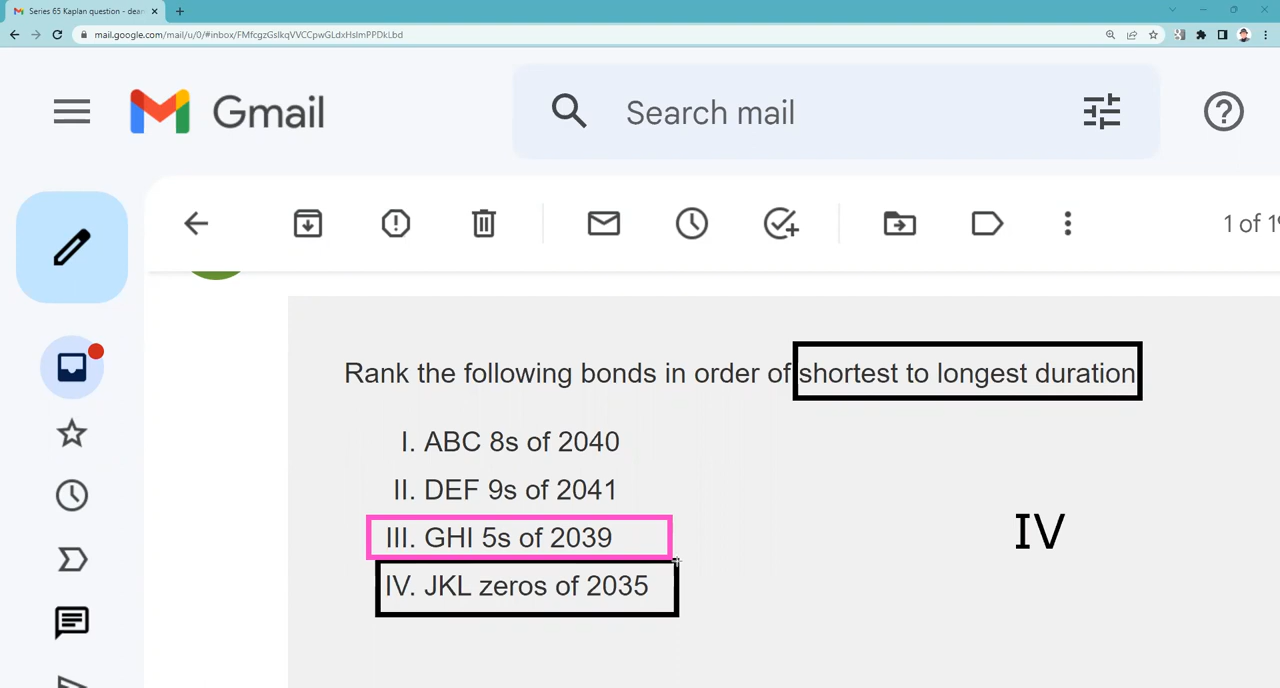 Series 65 Kaplan question - dean
mail.google.com/mail/u/0/#inbox/FMfcgzGslkqVVCCpwGLdxHslmPPDkLbd
Gmail
Search mail
1 of 19
Rank the following bonds in order of shortest to longest duration
I. ABC 8s of 2040
II. DEF 9s of 2041
III. GHI 5s of 2039
IV
IV. JKL zeros of 2035